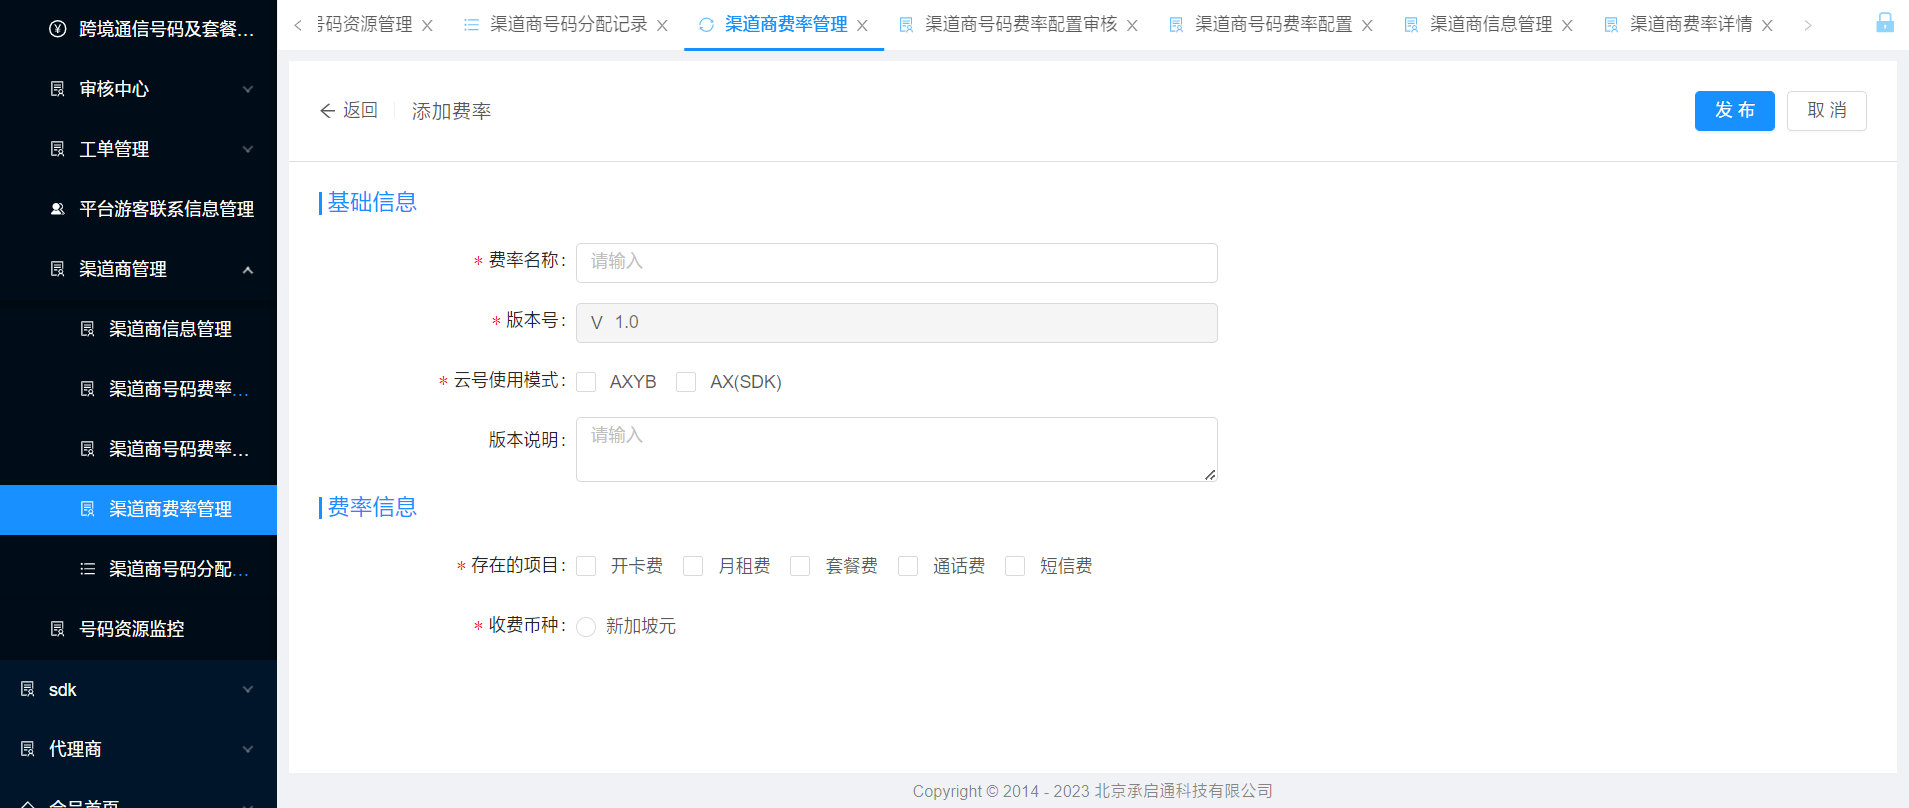 跨境通信号码及套餐...
审核中心
工单管理
平台游客联系信息管理
渠道商管理
渠道商信息管理
渠道商号码费率...
渠道商号码费率...
渠道商费率管理
渠道商号码分配...
号码资源监控
sdk
代理商
会员首页
号码资源管理
渠道商号码分配记录
渠道商费率管理
渠道商号码费率配置审核
渠道商号码费率配置
渠道商信息管理
渠道商费率详情
返回
添加费率
发 布
取 消
基础信息
* 费率名称: 请输入
* 版本号: V 1.0
* 云号使用模式: AXYB AX(SDK)
版本说明: 请输入
费率信息
* 存在的项目: 开卡费 月租费 套餐费 通话费 短信费
* 收费币种: 新加坡元
Copyright © 2014 - 2023 北京承启通科技有限公司